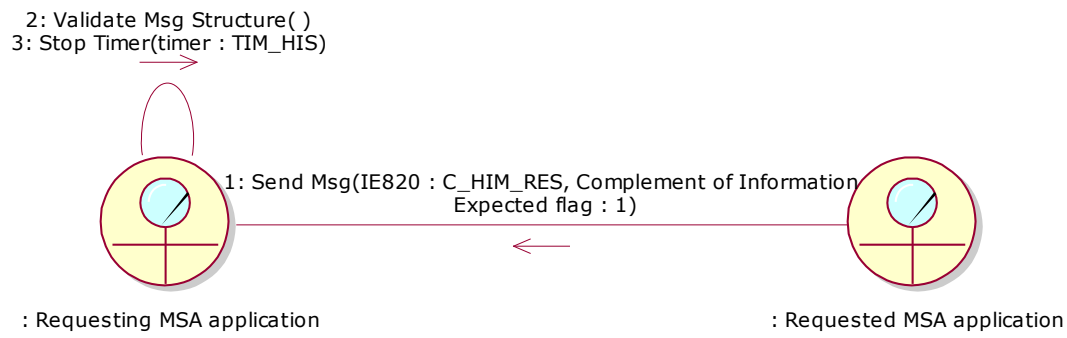 2: Validate Msg Structure( )
3: Stop Timer(timer : TIM_HIS)
1: Send Msg(IE820 : C_HIM_RES, Complement of Information
Expected flag : 1)
: Requesting MSA application
: Requested MSA application